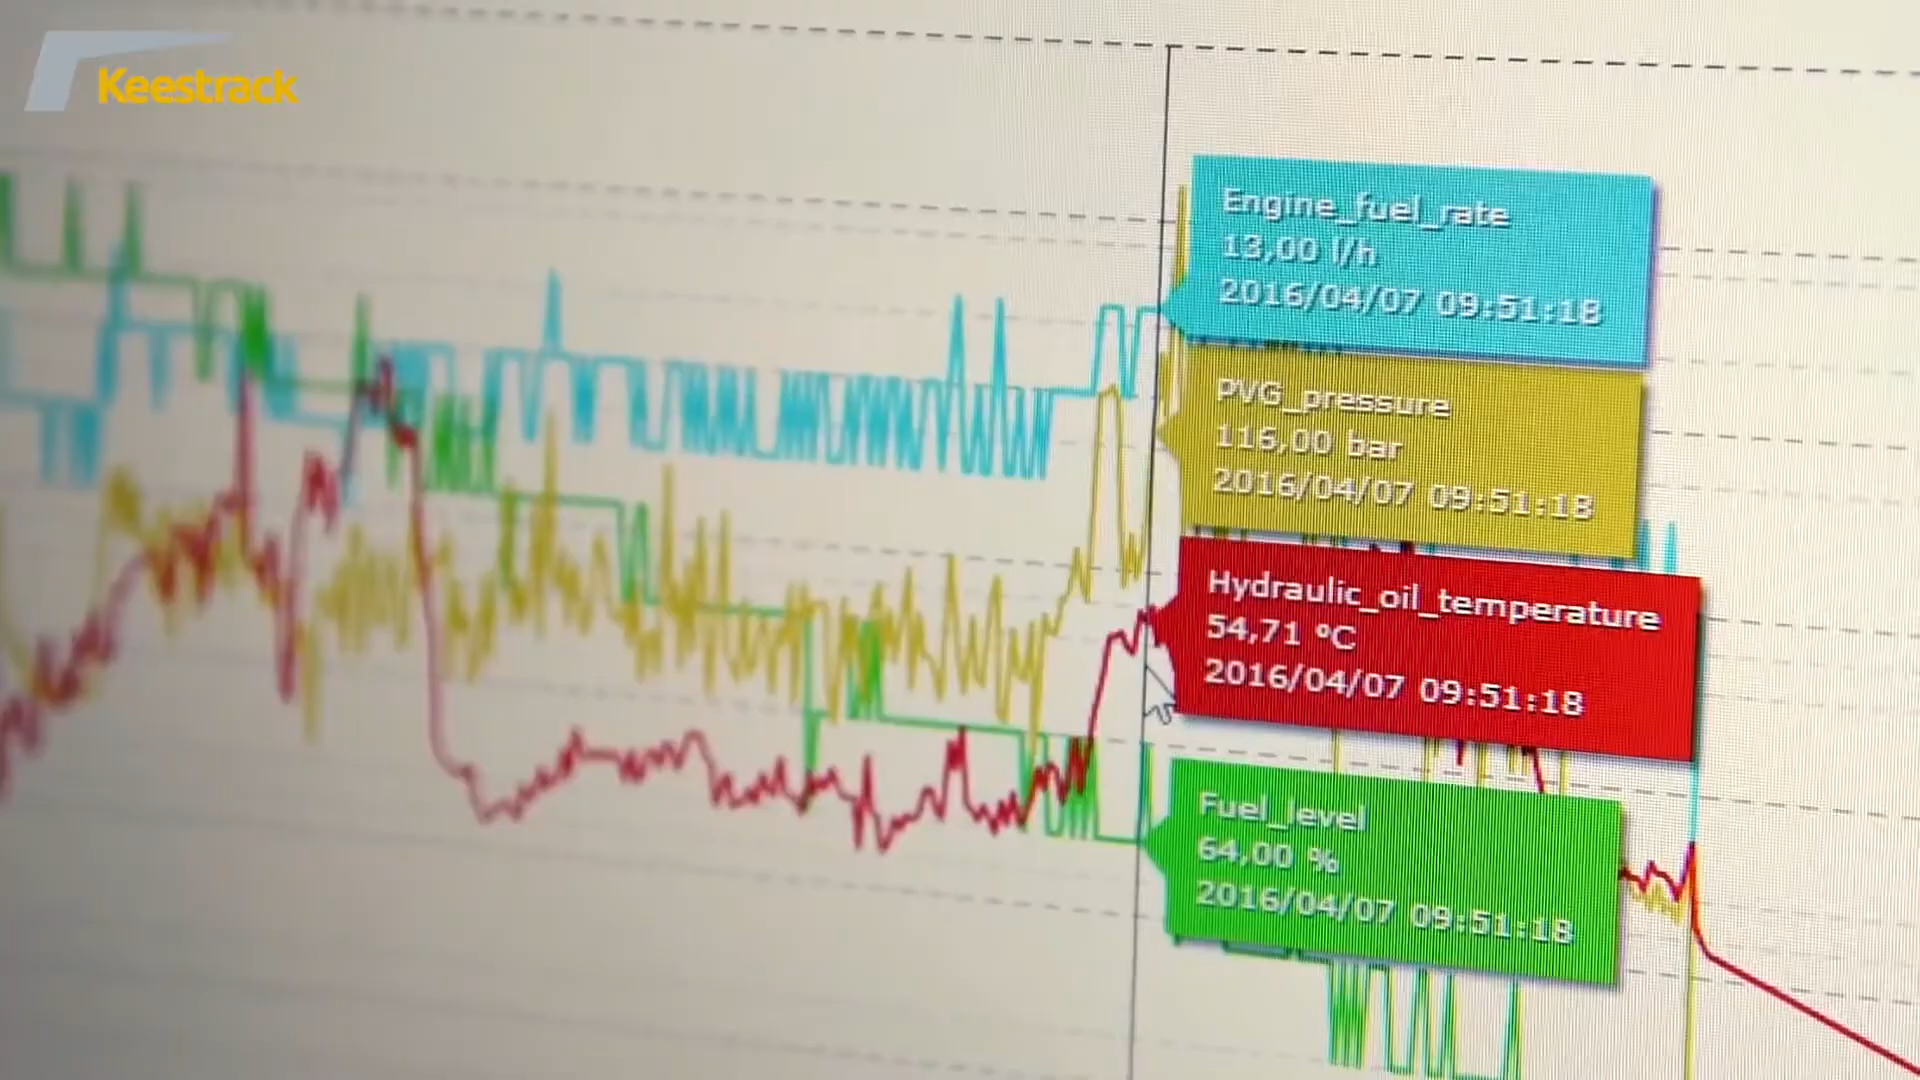 Keestrack
Engine_fuel_rate
13,00 l/h
2016/04/07 09:51:18
PVG_pressure
116,00 bar
2016/04/07 09:51:18
Hydraulic_oil_temperature
54,71 ºC
2016/04/07 09:51:18
Fuel_level
64,00 %
2016/04/07 09:51:18